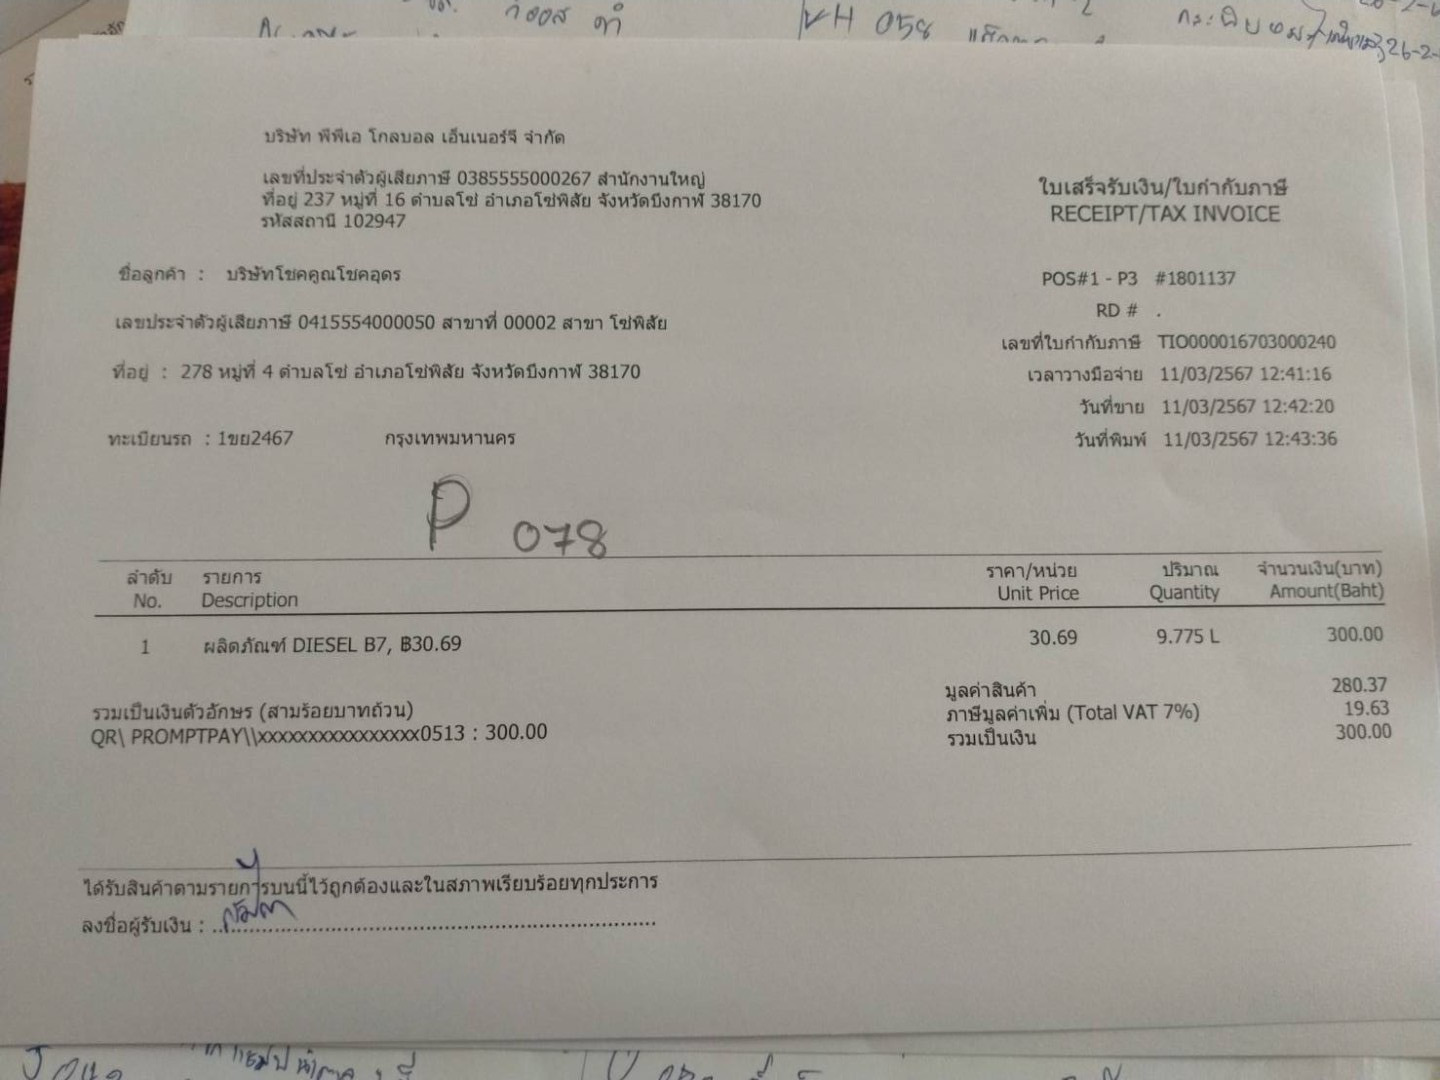 VH 058
บริษัท พีพีเอ โกลบอล เอ็นเนอร์จี จำกัด
เลขที่ประจำตัวผู้เสียภาษี 0385555000267 สำนักงานใหญ่
ที่อยู่ 237 หมู่ที่ 16 ตำบลโซ่ อำเภอโซ่พิสัย จังหวัดบึงกาฬ 38170
รหัสสถานี 102947
ใบเสร็จรับเงิน/ใบกำกับภาษี
RECEIPT/TAX INVOICE
ชื่อลูกค้า : บริษัทโชคคูณโชคอุดร
POS#1 - P3 #1801137
RD # .
เลขประจำตัวผู้เสียภาษี 0415554000050 สาขาที่ 00002 สาขา โซ่พิสัย
เลขที่ใบกำกับภาษี TIO000016703000240
ที่อยู่ : 278 หมู่ที่ 4 ตำบลโซ่ อำเภอโซ่พิสัย จังหวัดบึงกาฬ 38170
เวลาวางมือจ่าย 11/03/2567 12:41:16
วันที่ขาย 11/03/2567 12:42:20
ทะเบียนรถ : 1ขย2467 กรุงเทพมหานคร
วันที่พิมพ์ 11/03/2567 12:43:36
P 078
ลำดับ รายการ ราคา/หน่วย ปริมาณ จำนวนเงิน(บาท)
No. Description Unit Price Quantity Amount(Baht)
1 ผลิตภัณฑ์ DIESEL B7, ฿30.69 30.69 9.775 L 300.00
มูลค่าสินค้า 280.37
รวมเป็นเงินตัวอักษร (สามร้อยบาทถ้วน)
ภาษีมูลค่าเพิ่ม (Total VAT 7%) 19.63
QR\ PROMPTPAY\\xxxxxxxxxxxxxxxx0513 : 300.00
รวมเป็นเงิน 300.00
ได้รับสินค้าตามรายการบนนี้ไว้ถูกต้องและในสภาพเรียบร้อยทุกประการ
ลงชื่อผู้รับเงิน :